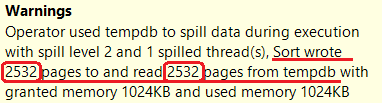 Warnings
Operator used tempdb to spill data during execution
with spill level 2 and 1 spilled thread(s), Sort wrote
2532 pages to and read 2532 pages from tempdb with
granted memory 1024KB and used memory 1024KB